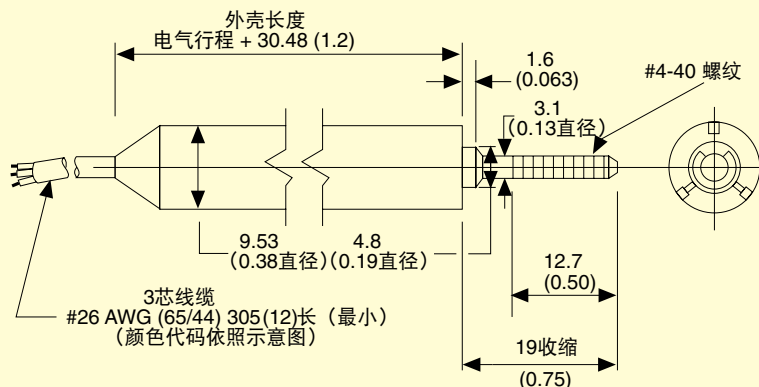 外壳长度
电气行程 + 30.48 (1.2)
1.6
(0.063)
#4-40 螺纹
3.1
(0.13直径)
9.53
(0.38直径)
4.8
(0.19直径)
12.7
(0.50)
3芯线缆
#26 AWG (65/44) 305(12)长（最小）
（颜色代码依照示意图）
19收缩
(0.75)